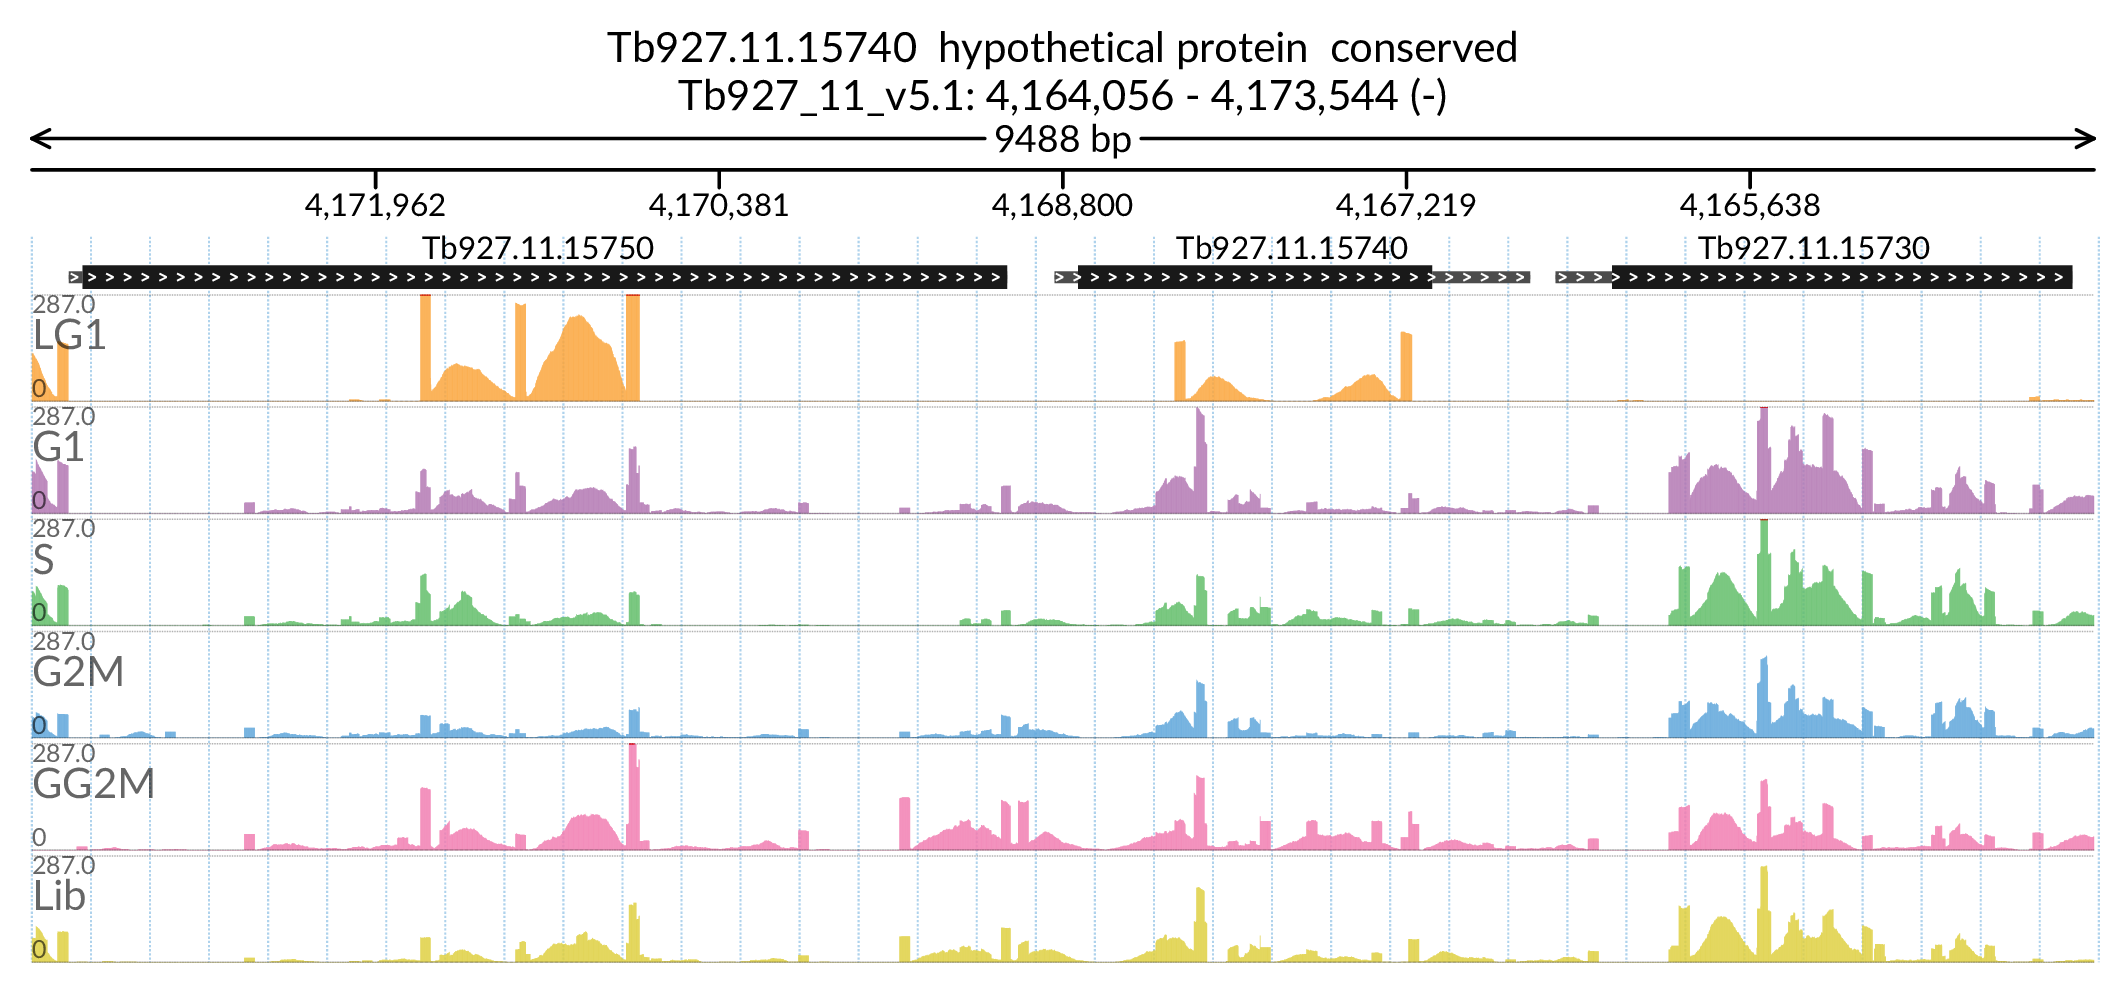 Tb927.11.15740 hypothetical protein conserved
Tb927_11_v5.1: 4,164,056 - 4,173,544 (-)
9488 bp
4,171,962 4,170,381 4,168,800 4,167,219 4,165,638
Tb927.11.15750 Tb927.11.15740 Tb927.11.15730
287.0
LG1
0
287.0
G1
0
287.0
S
0
287.0
G2M
0
287.0
GG2M
0
287.0
Lib
0